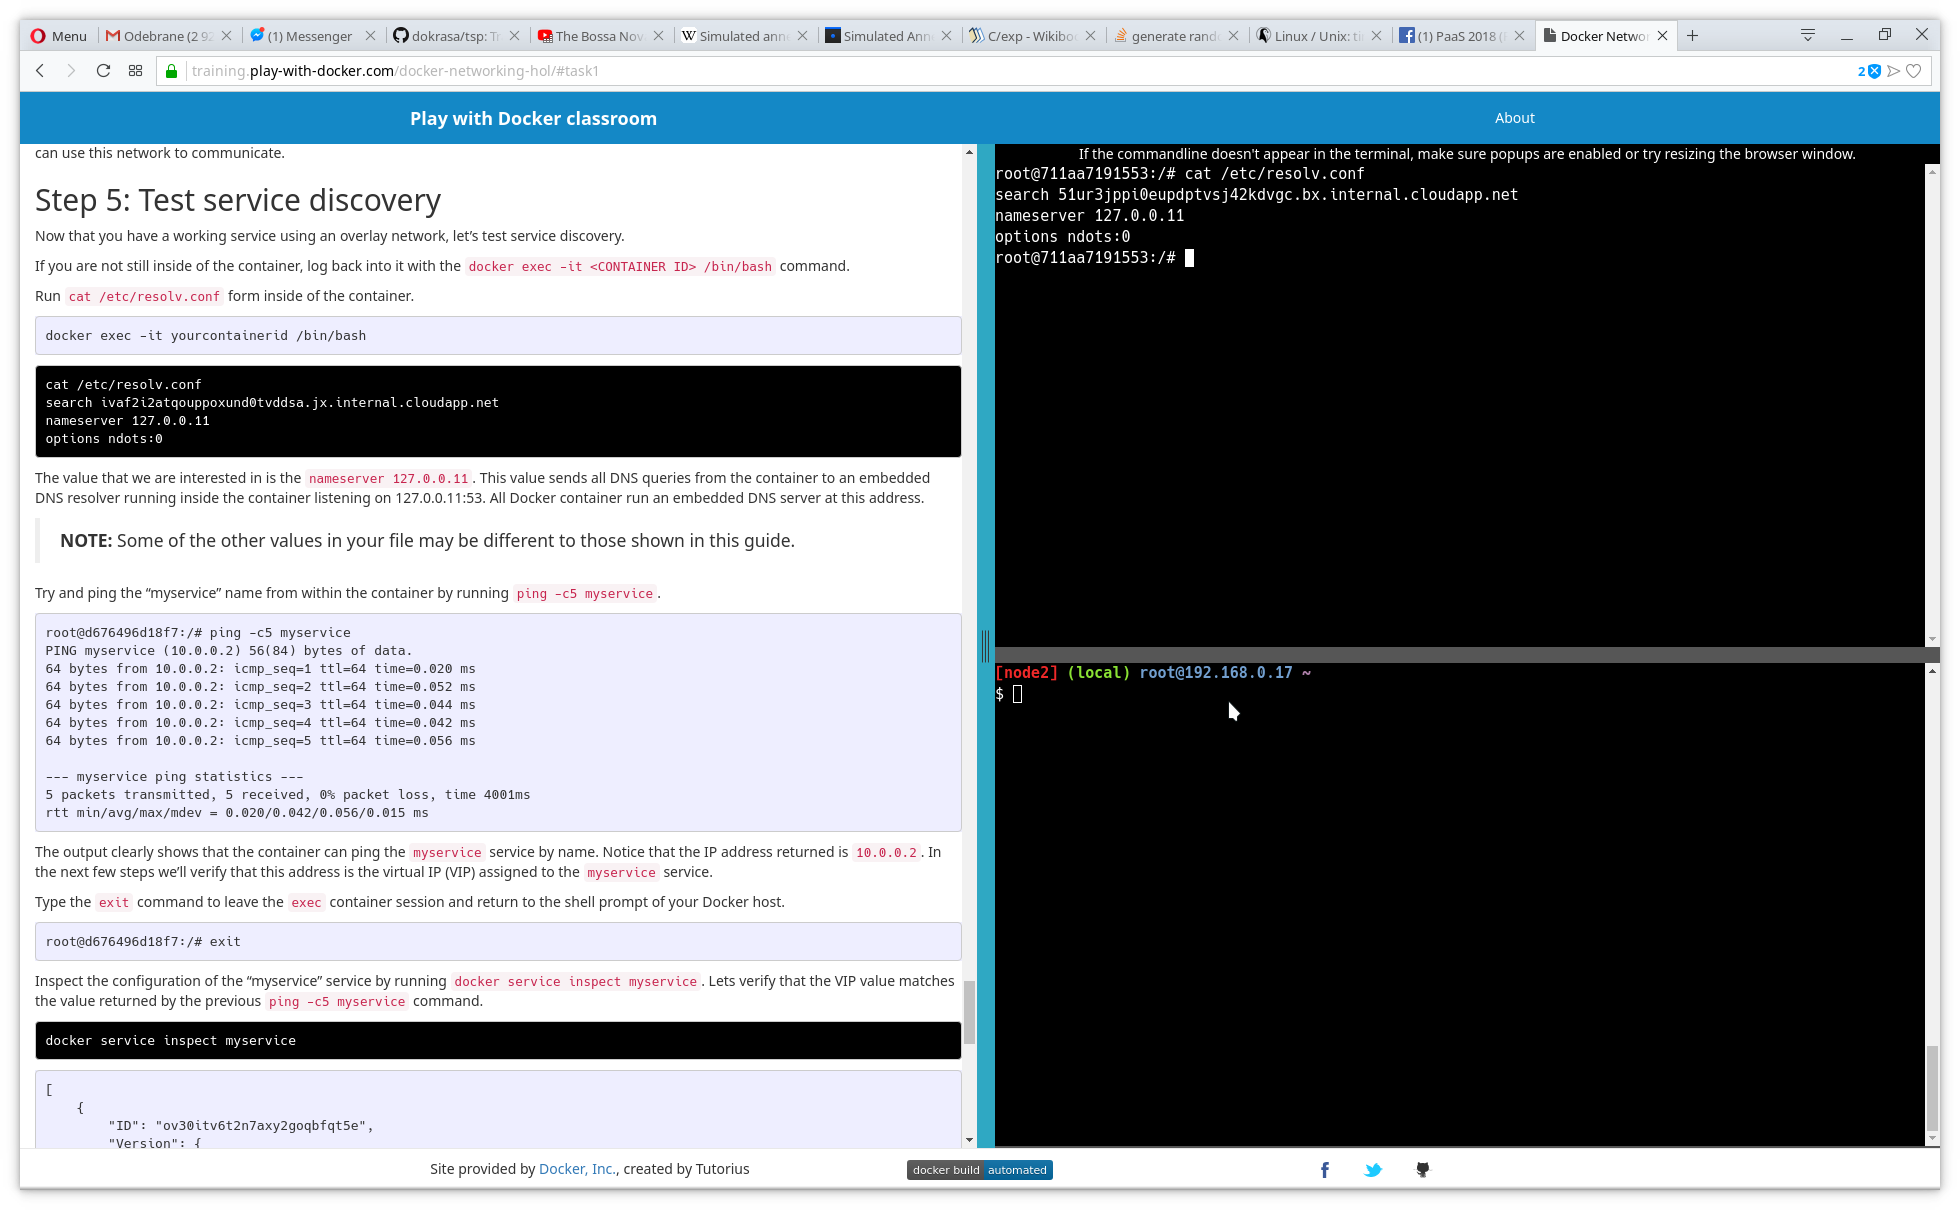 Menu
Odebrane (2 92
(1) Messenger
dokrasa/tsp: Tr
The Bossa Nov
Simulated anne
Simulated Anne
C/exp - Wikibo
generate rand
Linux / Unix: ti
(1) PaaS 2018 (
Docker Networ
training.play-with-docker.com/docker-networking-hol/#task1
2
Play with Docker classroom
About
can use this network to communicate.
Step 5: Test service discovery
Now that you have a working service using an overlay network, let’s test service discovery.
If you are not still inside of the container, log back into it with the docker exec -it <CONTAINER ID> /bin/bash command.
Run cat /etc/resolv.conf form inside of the container.
docker exec -it yourcontainerid /bin/bash
cat /etc/resolv.conf
search ivaf2i2atqouppoxund0tvddsa.jx.internal.cloudapp.net
nameserver 127.0.0.11
options ndots:0
The value that we are interested in is the nameserver 127.0.0.11. This value sends all DNS queries from the container to an embedded
DNS resolver running inside the container listening on 127.0.0.11:53. All Docker container run an embedded DNS server at this address.
NOTE: Some of the other values in your file may be different to those shown in this guide.
Try and ping the “myservice” name from within the container by running ping -c5 myservice.
root@d676496d18f7:/# ping -c5 myservice
PING myservice (10.0.0.2) 56(84) bytes of data.
64 bytes from 10.0.0.2: icmp_seq=1 ttl=64 time=0.020 ms
64 bytes from 10.0.0.2: icmp_seq=2 ttl=64 time=0.052 ms
64 bytes from 10.0.0.2: icmp_seq=3 ttl=64 time=0.044 ms
64 bytes from 10.0.0.2: icmp_seq=4 ttl=64 time=0.042 ms
64 bytes from 10.0.0.2: icmp_seq=5 ttl=64 time=0.056 ms
--- myservice ping statistics ---
5 packets transmitted, 5 received, 0% packet loss, time 4001ms
rtt min/avg/max/mdev = 0.020/0.042/0.056/0.015 ms
The output clearly shows that the container can ping the myservice service by name. Notice that the IP address returned is 10.0.0.2. In
the next few steps we’ll verify that this address is the virtual IP (VIP) assigned to the myservice service.
Type the exit command to leave the exec container session and return to the shell prompt of your Docker host.
root@d676496d18f7:/# exit
Inspect the configuration of the “myservice” service by running docker service inspect myservice. Lets verify that the VIP value matches
the value returned by the previous ping -c5 myservice command.
docker service inspect myservice
[
{
"ID": "ov30itv6t2n7axy2goqbfqt5e",
"Version": {
If the commandline doesn't appear in the terminal, make sure popups are enabled or try resizing the browser window.
root@711aa7191553:/# cat /etc/resolv.conf
search 51ur3jppi0eupdptvsj42kdvgc.bx.internal.cloudapp.net
nameserver 127.0.0.11
options ndots:0
root@711aa7191553:/#
[node2] (local) root@192.168.0.17 ~
$
Site provided by Docker, Inc., created by Tutorius
docker build automated